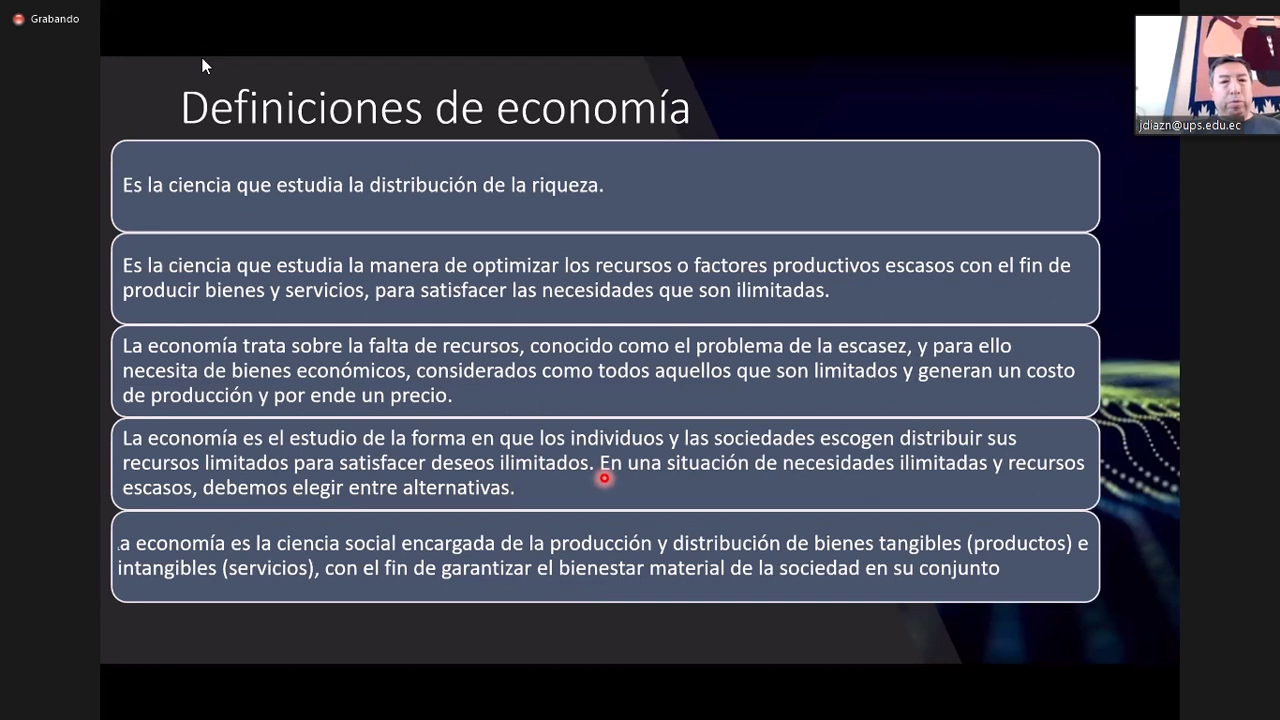 Grabando
jdiazn@ups.edu.ec
Definiciones de economía
Es la ciencia que estudia la distribución de la riqueza.
Es la ciencia que estudia la manera de optimizar los recursos o factores productivos escasos con el fin de
producir bienes y servicios, para satisfacer las necesidades que son ilimitadas.
La economía trata sobre la falta de recursos, conocido como el problema de la escasez, y para ello
necesita de bienes económicos, considerados como todos aquellos que son limitados y generan un costo
de producción y por ende un precio.
La economía es el estudio de la forma en que los individuos y las sociedades escogen distribuir sus
recursos limitados para satisfacer deseos ilimitados. En una situación de necesidades ilimitadas y recursos
escasos, debemos elegir entre alternativas.
La economía es la ciencia social encargada de la producción y distribución de bienes tangibles (productos) e
intangibles (servicios), con el fin de garantizar el bienestar material de la sociedad en su conjunto